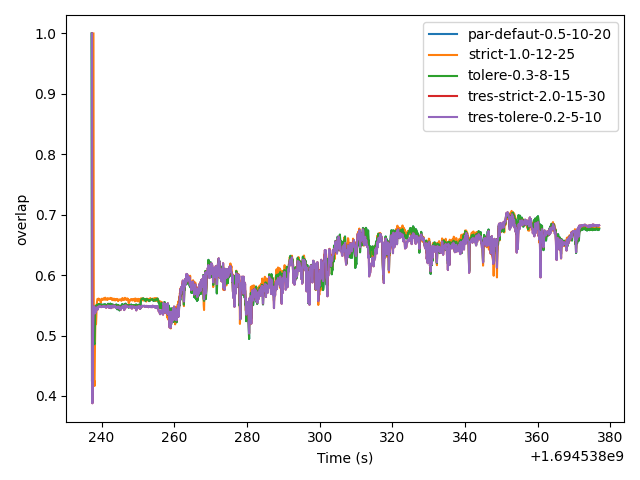 par-defaut-0.5-10-20
strict-1.0-12-25
tolere-0.3-8-15
tres-strict-2.0-15-30
tres-tolere-0.2-5-10
1.0
0.9
0.8
0.7
0.6
0.5
0.4
overlap
240 260 280 300 320 340 360 380
Time (s)
+1.694538e9